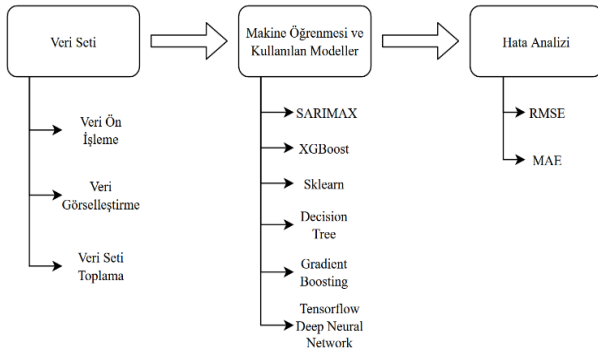 Veri Seti
Veri Ön
İşleme
Veri
Görselleştirme
Veri Seti
Toplama
Makine Öğrenmesi ve
Kullanılan Modeller
SARIMAX
XGBoost
Sklearn
Decision
Tree
Gradient
Boosting
Tensorflow
Deep Neural
Network
Hata Analizi
RMSE
MAE